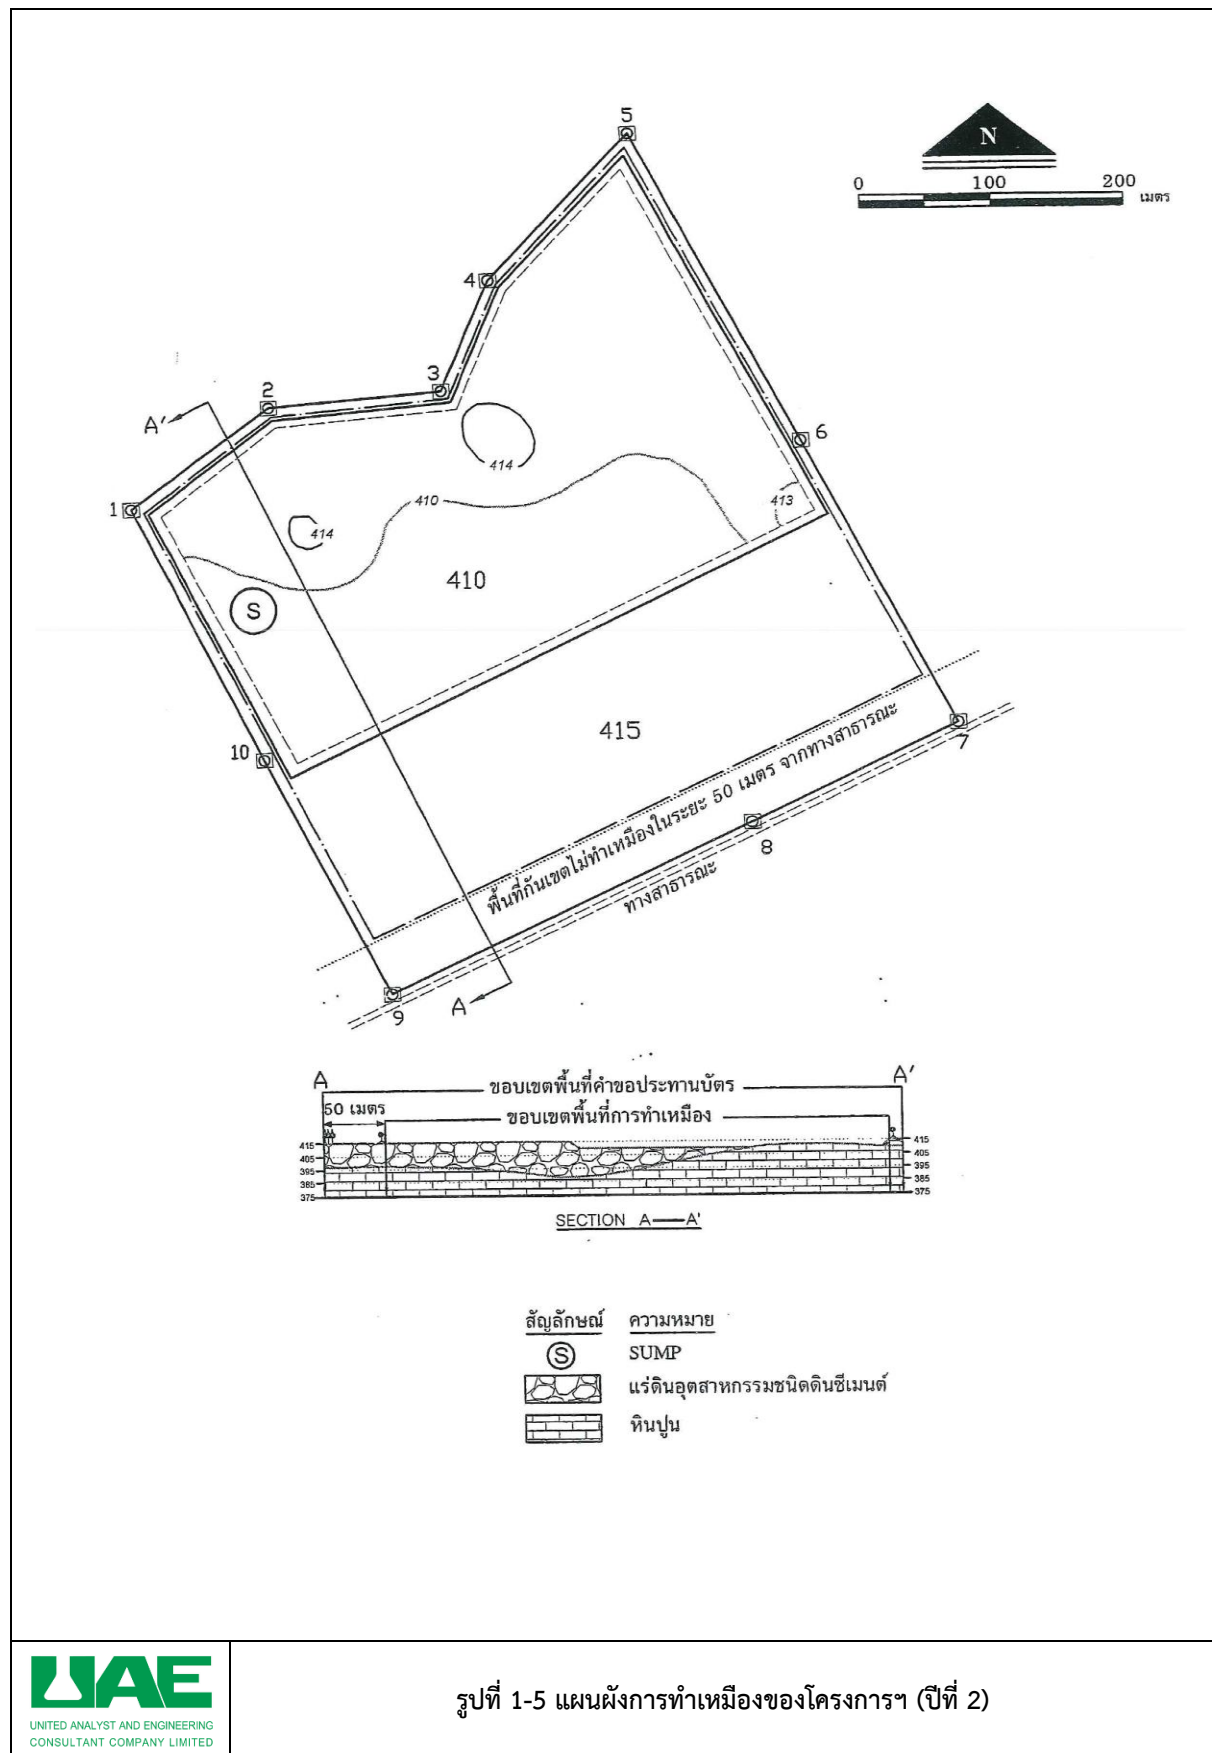 5
N
0 100 200
เมตร
4
3
2
A'
6
1
414
410
413
414
410
S
415
10
7
พื้นที่กันเขตไม่ทำเหมืองในระยะ 50 เมตร จากทางสาธารณะ
8
ทางสาธารณะ
A
9
A A'
ขอบเขตพื้นที่คำขอประทานบัตร
50 เมตร
ขอบเขตพื้นที่การทำเหมือง
415 415
405 405
395 395
385 385
375 375
SECTION A——A'
สัญลักษณ์ ความหมาย
S SUMP
แร่ดินอุตสาหกรรมชนิดดินซีเมนต์
หินปูน
UAE
UNITED ANALYST AND ENGINEERING
CONSULTANT COMPANY LIMITED
รูปที่ 1-5 แผนผังการทำเหมืองของโครงการฯ (ปีที่ 2)